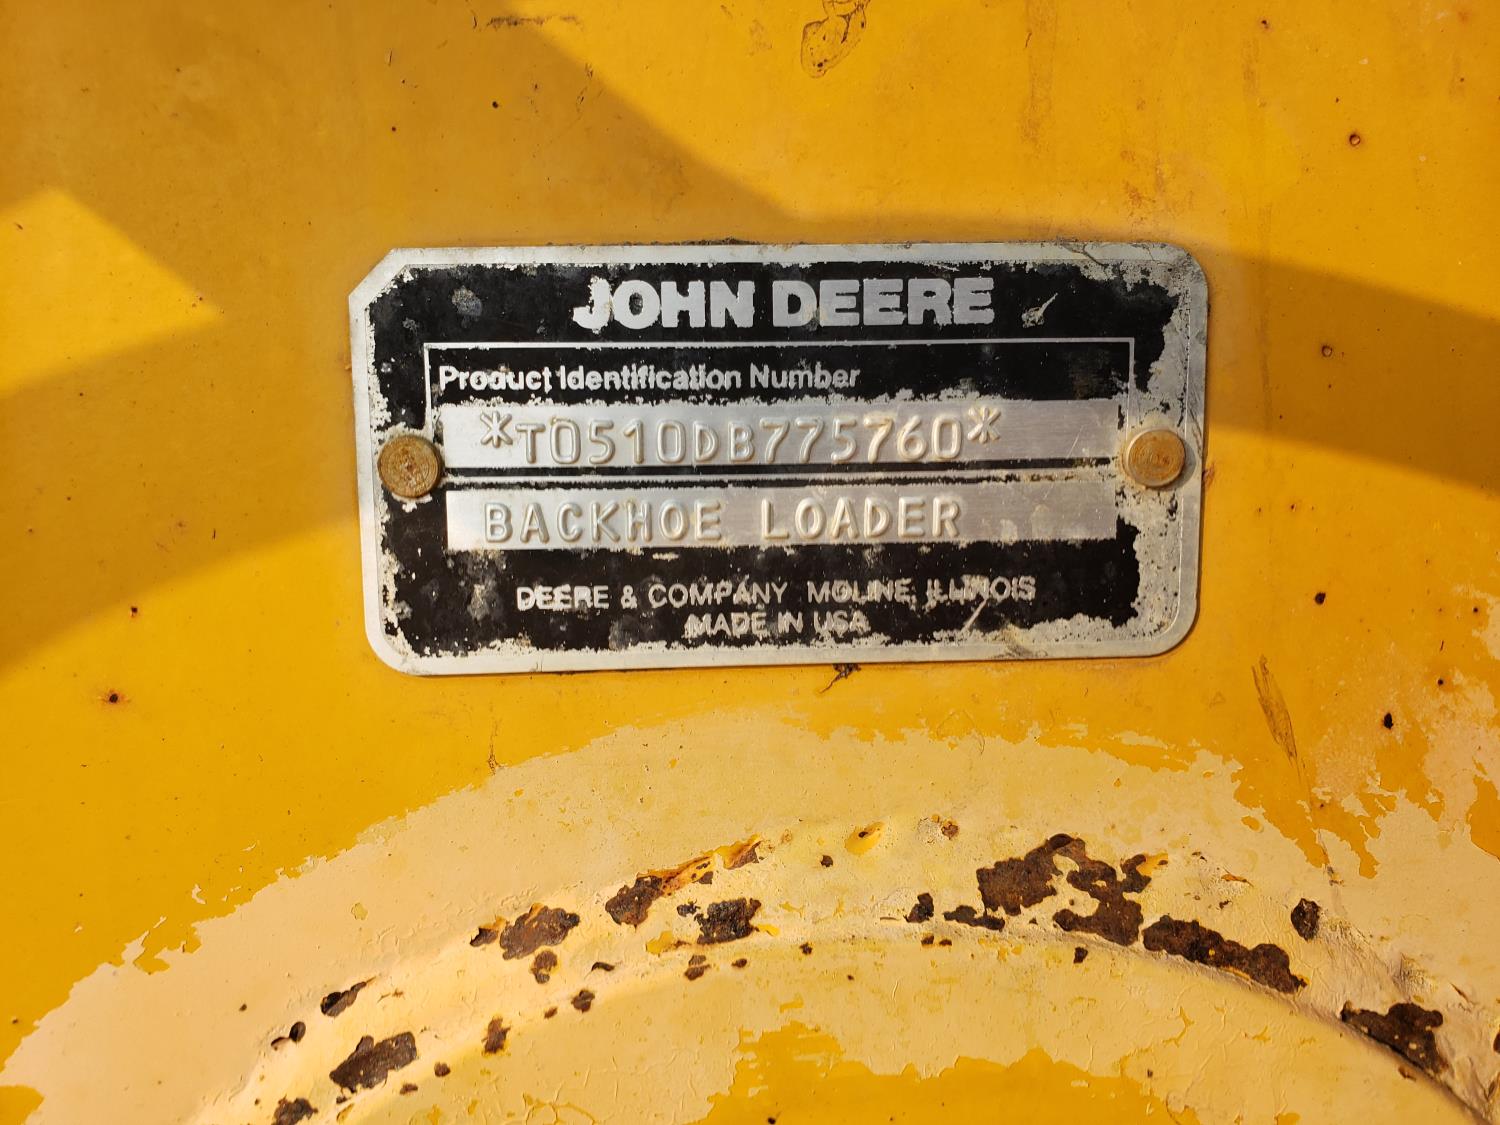 JOHN DEERE
Product Identification Number
*T0510DB775760*
BACKHOE LOADER
DEERE & COMPANY MOLINE, ILLINOIS
MADE IN USA